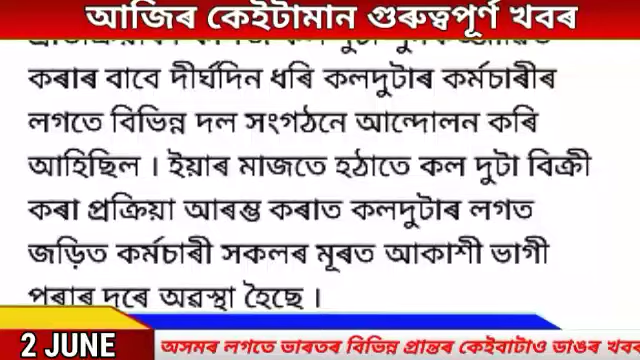 আজিৰ কেইটামান গুৰুত্বপূৰ্ণ খবৰ
কৰাৰ বাবে দীৰ্ঘদিন ধৰি কলদুটাৰ কৰ্মচাৰীৰ
লগতে বিভিন্ন দল সংগঠনে আন্দোলন কৰি
আহিছিল । ইয়াৰ মাজতে হঠাতে কল দুটা বিক্ৰী
কৰা প্ৰক্ৰিয়া আৰম্ভ কৰাত কলদুটাৰ লগত
জড়িত কৰ্মচাৰী সকলৰ মূৰত আকাশী ভাগী
পৰাৰ দৰে অৱস্থা হৈছে ।
2 JUNE
অসমৰ লগতে ভাৰতৰ বিভিন্ন প্ৰান্তৰ কেইবাটাও ডাঙৰ খবৰ